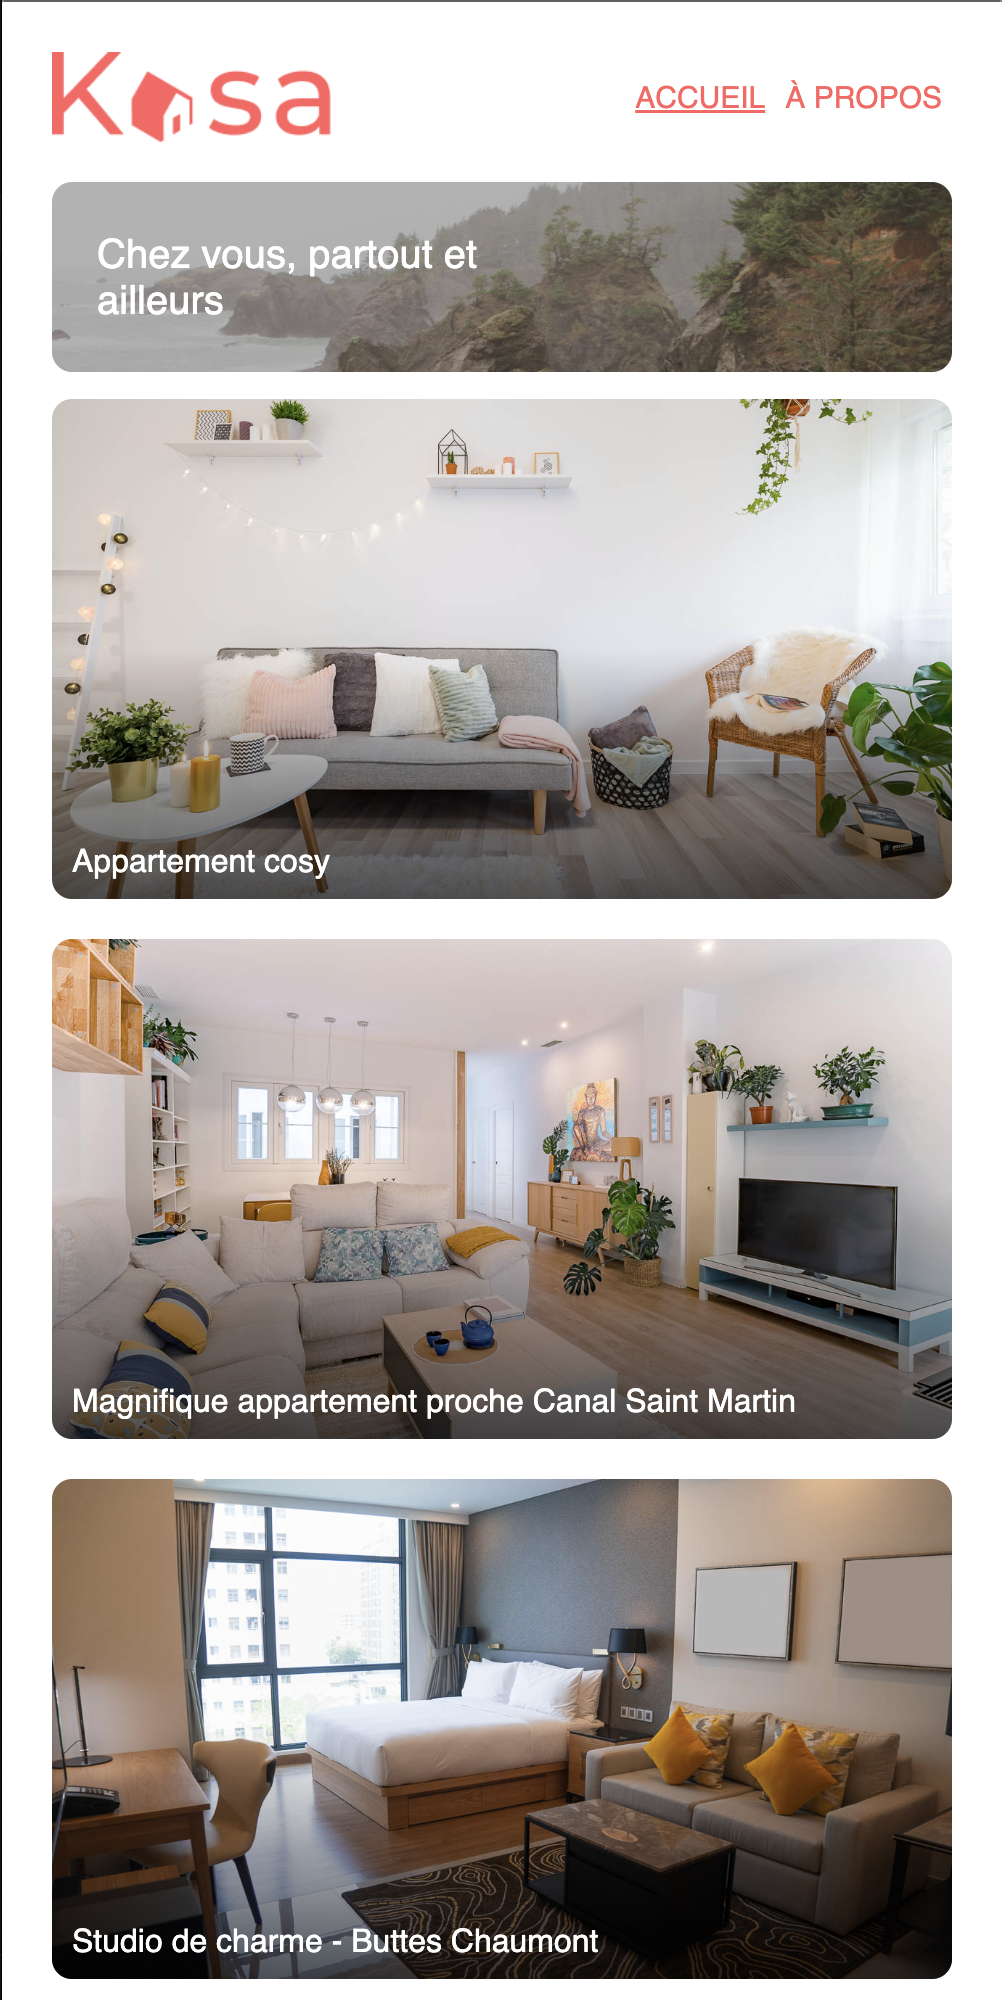 Kasa
ACCUEIL À PROPOS
Chez vous, partout et
ailleurs
Appartement cosy
Magnifique appartement proche Canal Saint Martin
Studio de charme - Buttes Chaumont